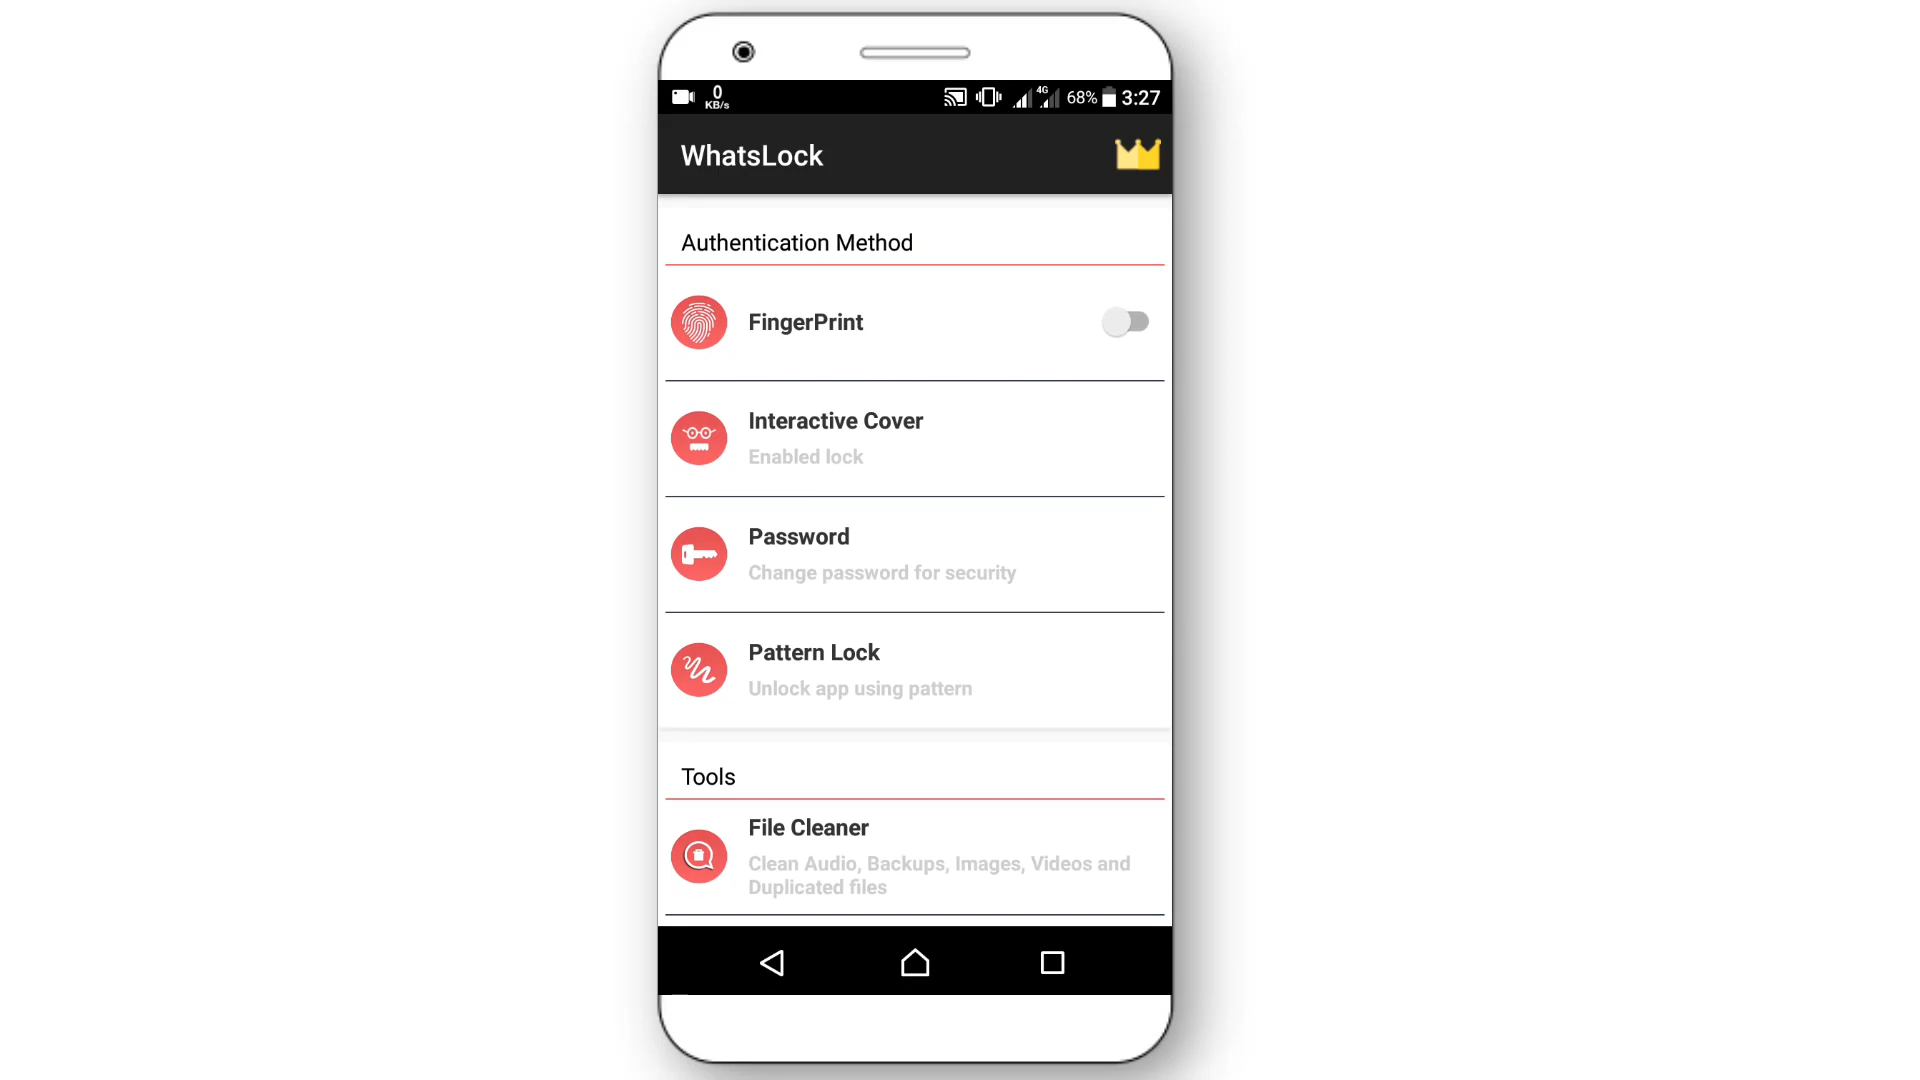 0
KB/s
4G
68%
3:27
WhatsLock
Authentication Method
FingerPrint
Interactive Cover
Enabled lock
Password
Change password for security
Pattern Lock
Unlock app using pattern
Tools
File Cleaner
Clean Audio, Backups, Images, Videos and
Duplicated files